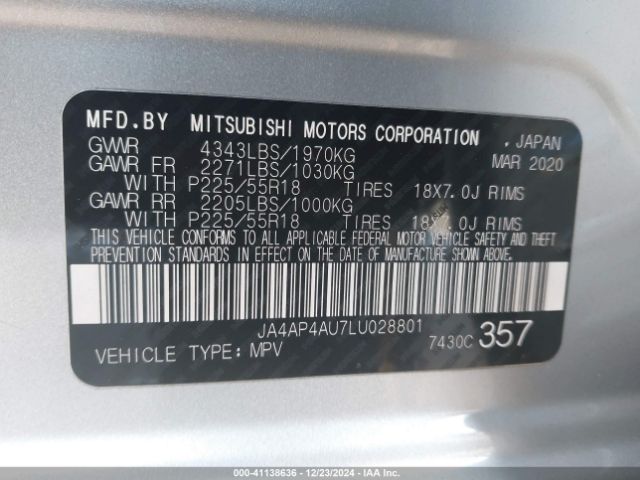 MFD.BY MITSUBISHI MOTORS CORPORATION , JAPAN
GVWR 4343LBS/1970KG MAR 2020
GAWR FR 2271LBS/1030KG
WITH P225/55R18 TIRES 18X7.0J RIMS
GAWR RR 2205LBS/1000KG
WITH P225/55R18 TIRES 18X7.0J RIMS
THIS VEHICLE CONFORMS TO ALL APPLICABLE FEDERAL MOTOR VEHICLE SAFETY AND THEFT
PREVENTION STANDARDS IN EFFECT ON THE DATE OF MANUFACTURE SHOWN ABOVE.
JA4AP4AU7LU028801
VEHICLE TYPE: MPV 7430C 357
000-41138636 - 12/23/2024 - IAA Inc.